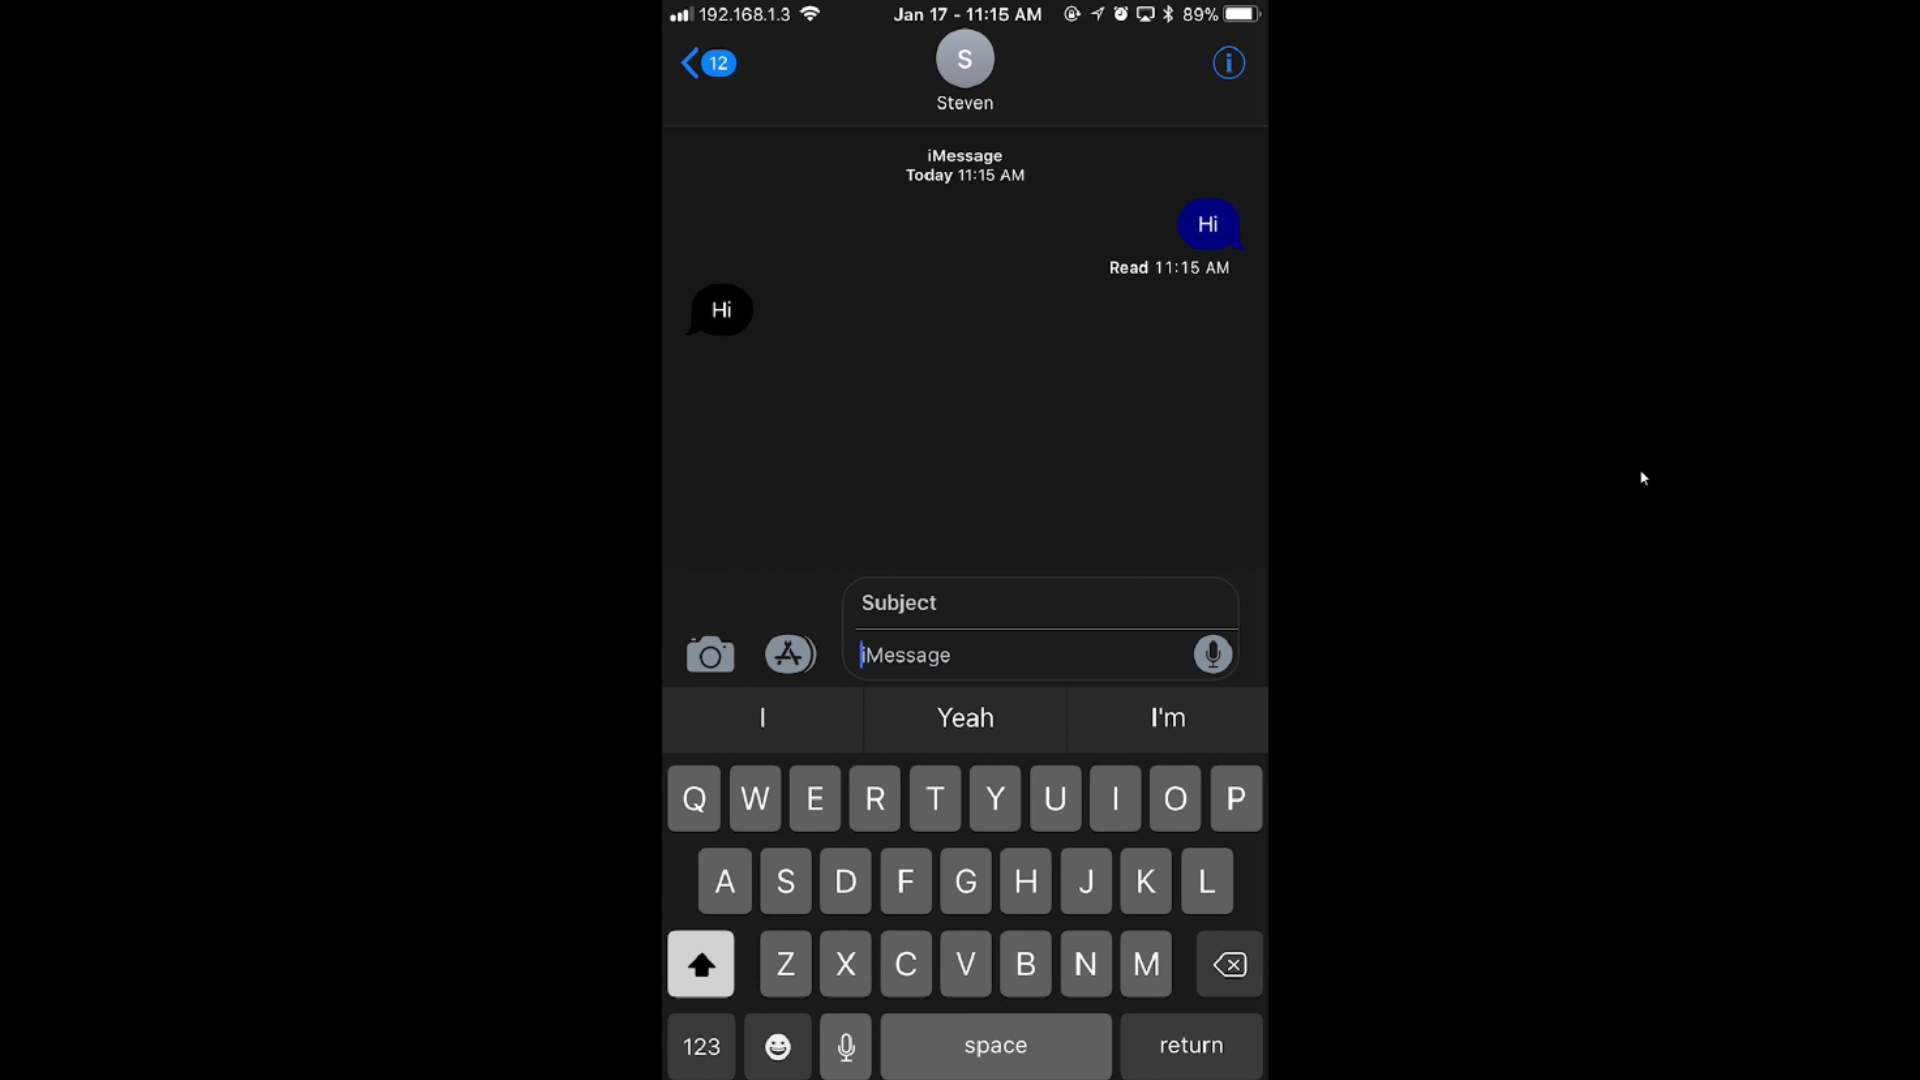 192.168.1.3 Jan 17 - 11:15 AM 89%
12
S
Steven
iMessage
Today 11:15 AM
Hi
Read 11:15 AM
Hi
Subject
iMessage
I Yeah I'm
Q W E R T Y U I O P
A S D F G H J K L
Z X C V B N M
123 space return